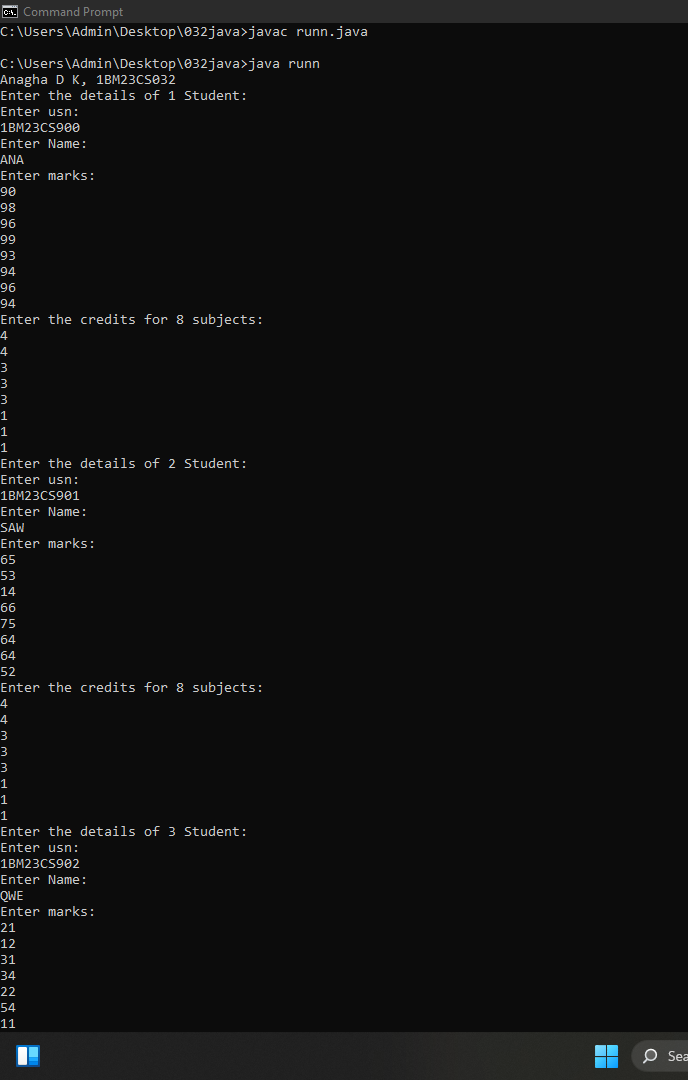 Command Prompt
C:\Users\Admin\Desktop\032java>javac runn.java
C:\Users\Admin\Desktop\032java>java runn
Anagha D K, 1BM23CS032
Enter the details of 1 Student:
Enter usn:
1BM23CS900
Enter Name:
ANA
Enter marks:
90
98
96
99
93
94
96
94
Enter the credits for 8 subjects:
4
4
3
3
3
1
1
1
Enter the details of 2 Student:
Enter usn:
1BM23CS901
Enter Name:
SAW
Enter marks:
65
53
14
66
75
64
64
52
Enter the credits for 8 subjects:
4
4
3
3
3
1
1
1
Enter the details of 3 Student:
Enter usn:
1BM23CS902
Enter Name:
QWE
Enter marks:
21
12
31
34
22
54
11
Sea